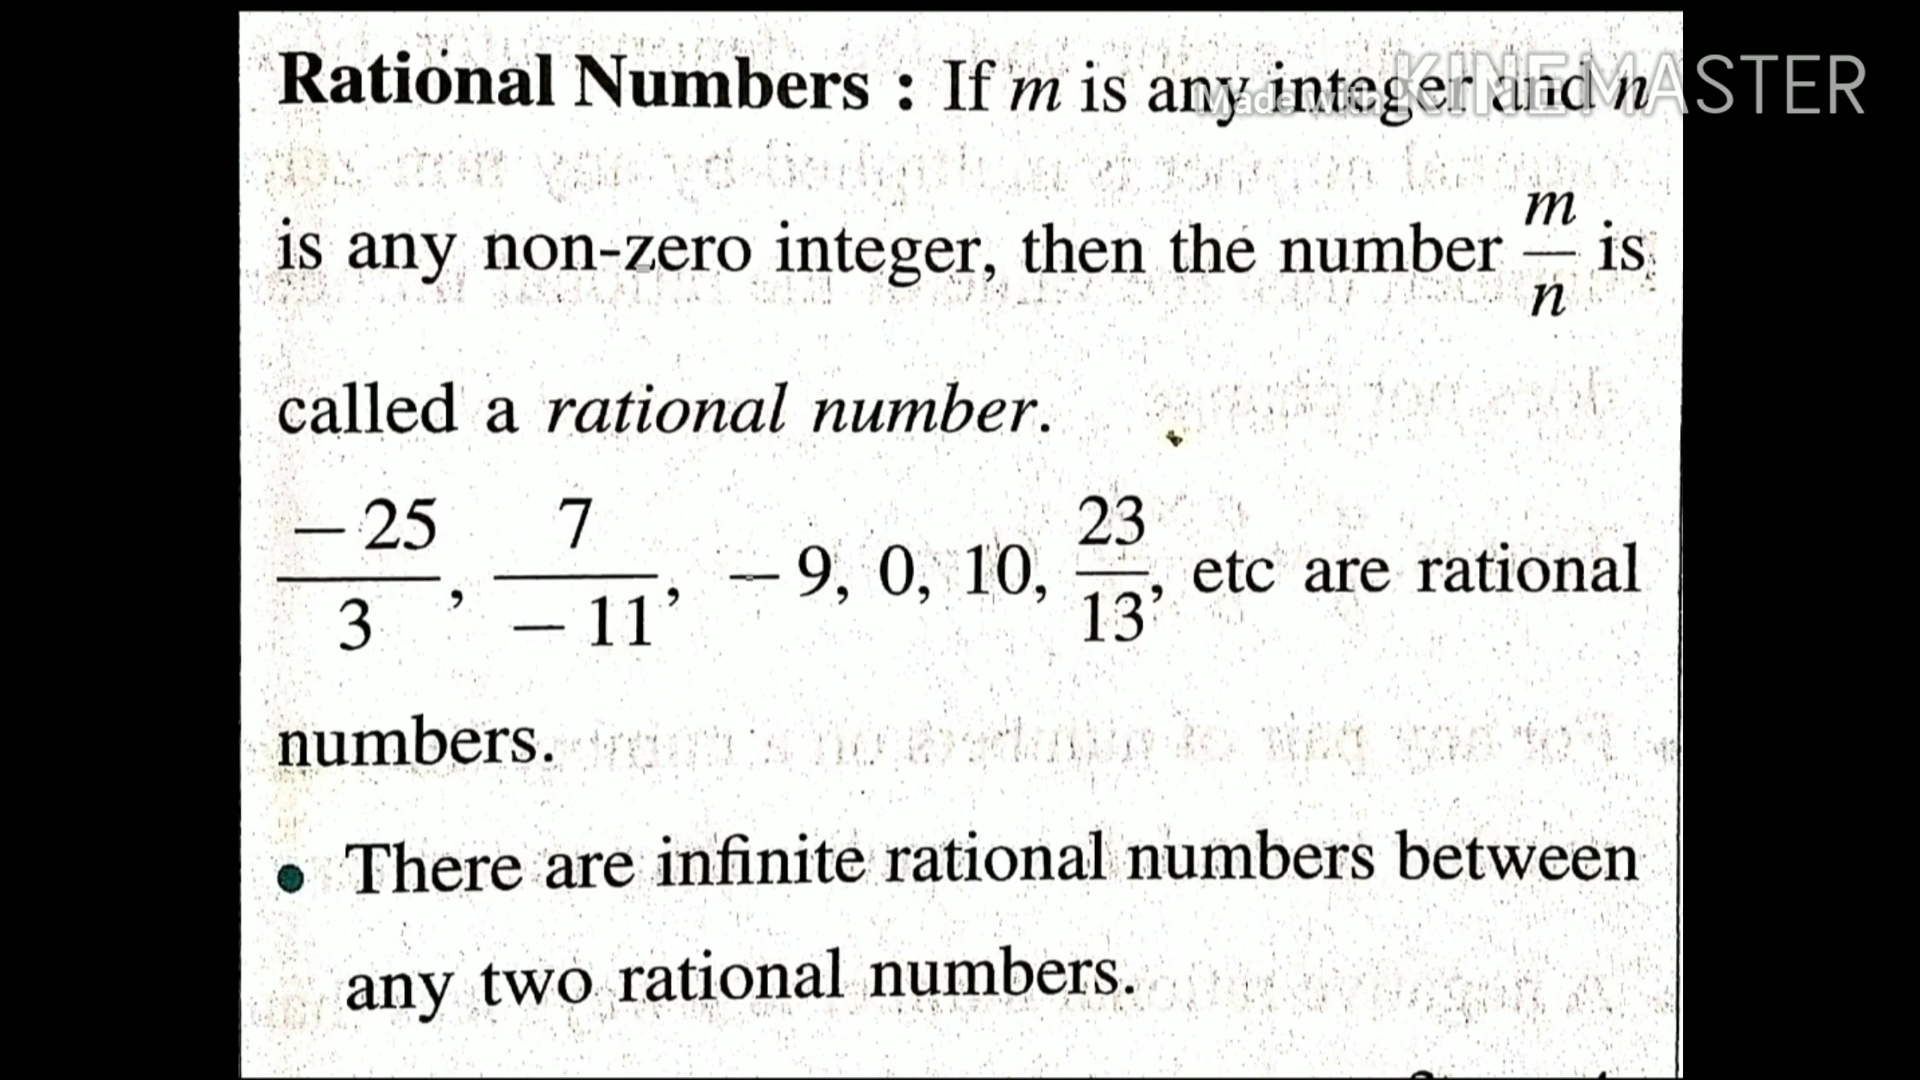 Rational Numbers : If m is any integer and n
Made with KINEMASTER
is any non-zero integer, then the number m/n is
called a rational number.
– 25/3, 7/– 11, – 9, 0, 10, 23/13, etc are rational
numbers.
• There are infinite rational numbers between
any two rational numbers.